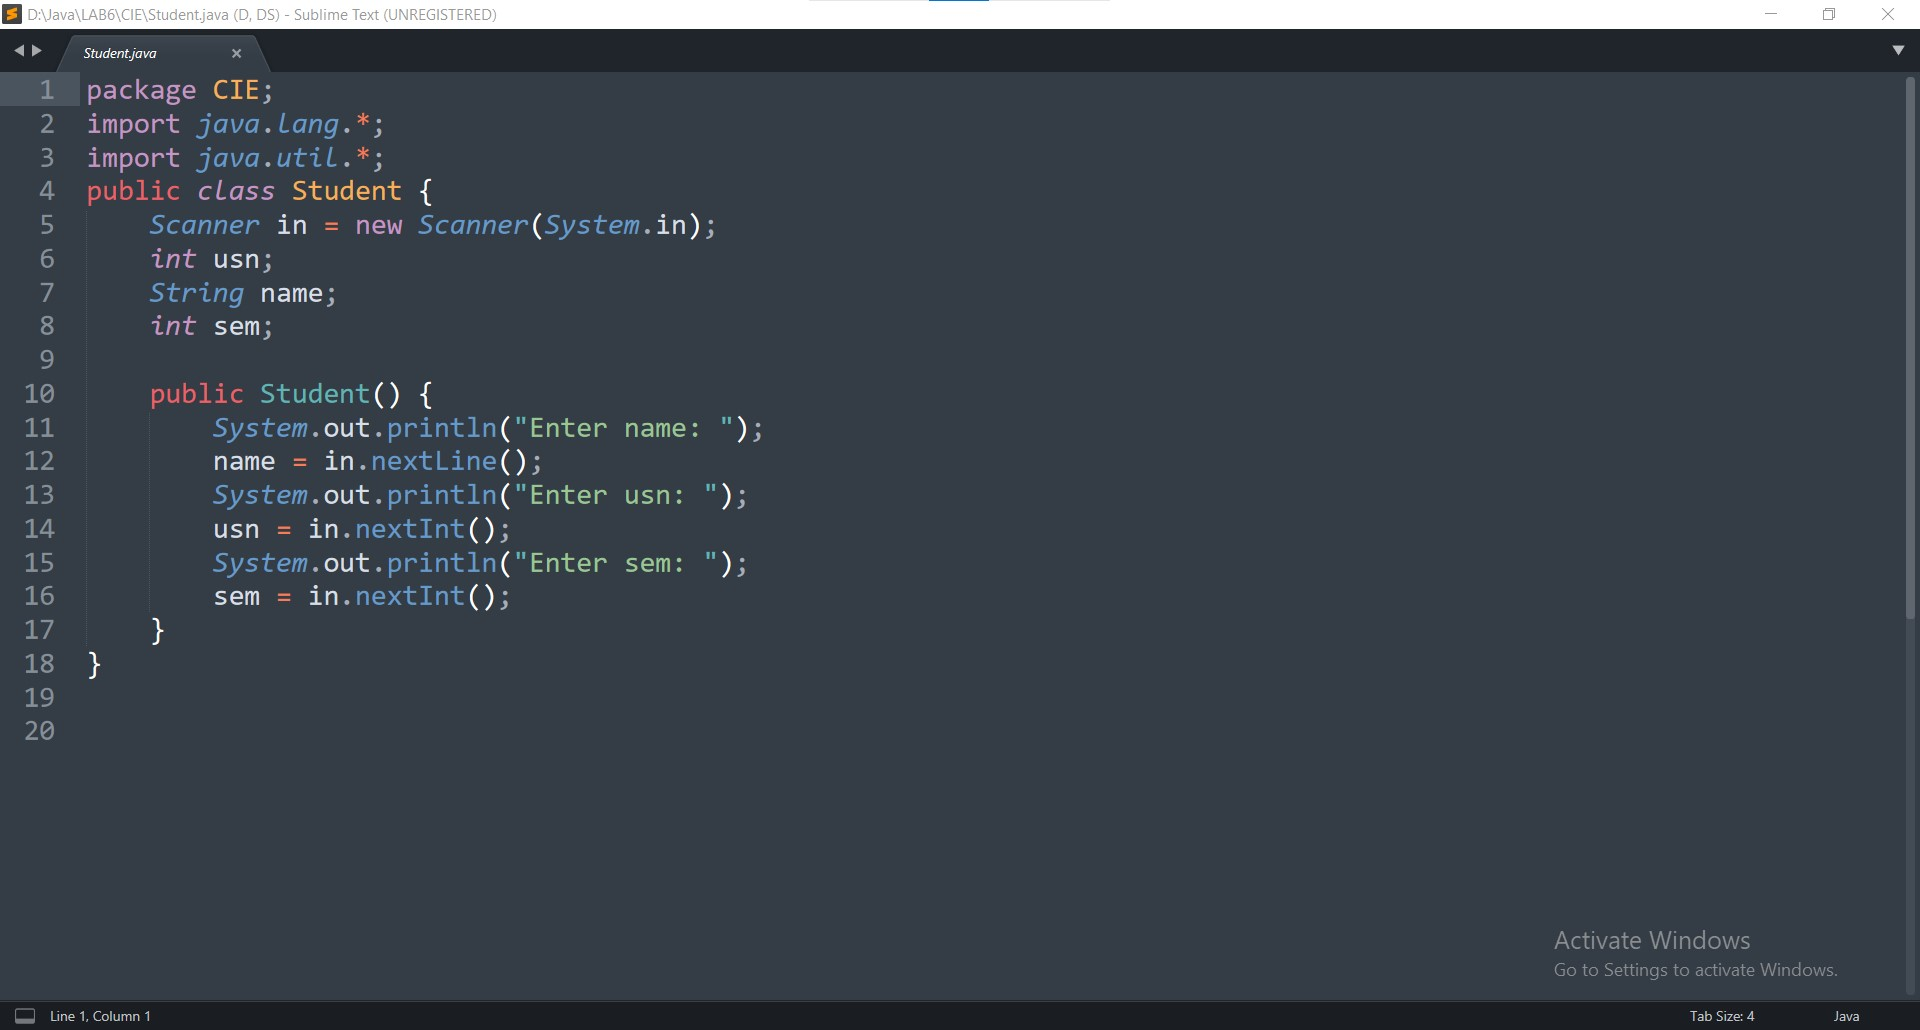 D:\Java\LAB6\CIE\Student.java (D, DS) - Sublime Text (UNREGISTERED)
Student.java
1 package CIE;
2 import java.lang.*;
3 import java.util.*;
4 public class Student {
5     Scanner in = new Scanner(System.in);
6     int usn;
7     String name;
8     int sem;
9
10     public Student() {
11         System.out.println("Enter name: ");
12         name = in.nextLine();
13         System.out.println("Enter usn: ");
14         usn = in.nextInt();
15         System.out.println("Enter sem: ");
16         sem = in.nextInt();
17     }
18 }
19
20
Activate Windows
Go to Settings to activate Windows.
Line 1, Column 1
Tab Size: 4
Java